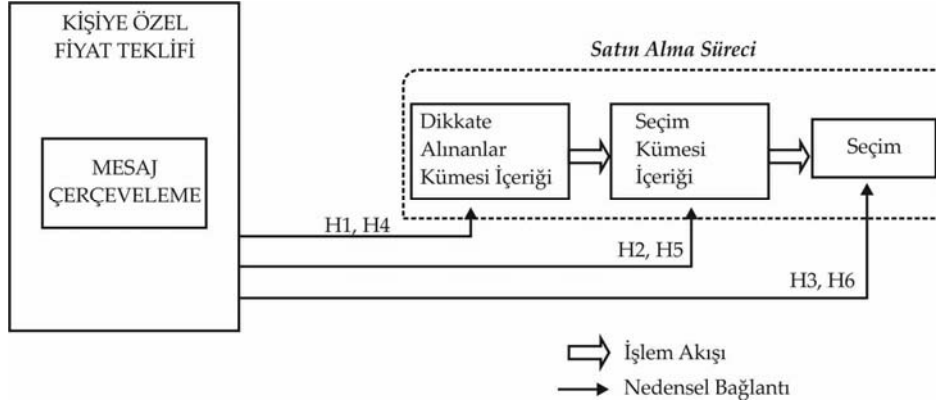 KİŞİYE ÖZEL
FİYAT TEKLİFİ
MESAJ
ÇERÇEVELEME
Satın Alma Süreci
Dikkate
Alınanlar
Kümesi İçeriği
Seçim
Kümesi
İçeriği
Seçim
H1, H4
H2, H5
H3, H6
İşlem Akışı
Nedensel Bağlantı